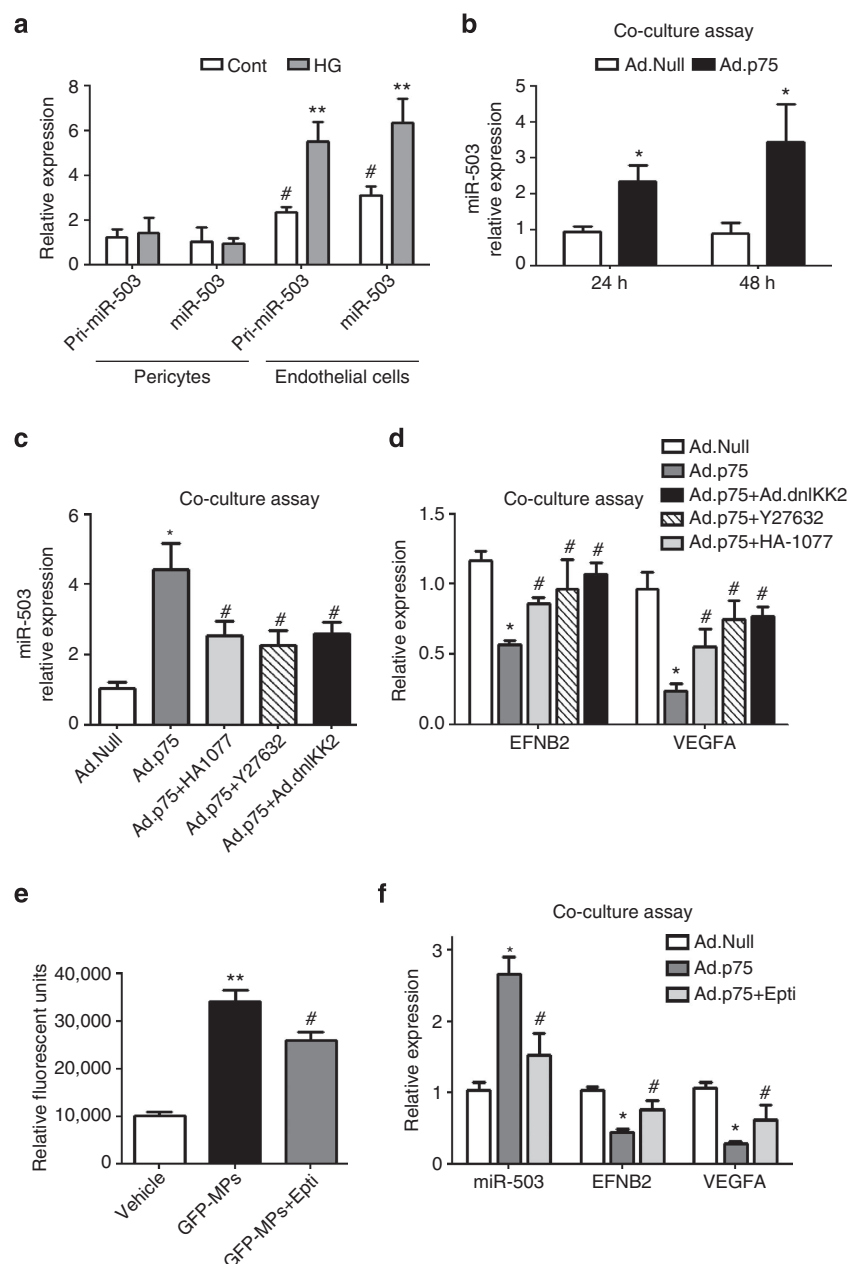 a
Cont HG
Relative expression
8
6
4
2
0
** **
# #
Pri-miR-503 miR-503 Pri-miR-503 miR-503
Pericytes Endothelial cells
b
Co-culture assay
Ad.Null Ad.p75
miR-503
relative expression
5
4
3
2
1
0
* *
24 h 48 h
c
Co-culture assay
miR-503
relative expression
6
4
2
0
* # # #
Ad.Null Ad.p75 Ad.p75+HA1077 Ad.p75+Y27632 Ad.p75+Ad.dnIKK2
d
Ad.Null
Ad.p75
Ad.p75+Ad.dnIKK2
Ad.p75+Y27632
Ad.p75+HA-1077
Co-culture assay
Relative expression
1.5
1.0
0.5
0.0
* # # # * # # #
EFNB2 VEGFA
e
Relative fluorescent units
40,000
30,000
20,000
10,000
0
** #
Vehicle GFP-MPs GFP-MPs+Epti
f
Co-culture assay
Ad.Null
Ad.p75
Ad.p75+Epti
Relative expression
3
2
1
0
* # * # * #
miR-503 EFNB2 VEGFA